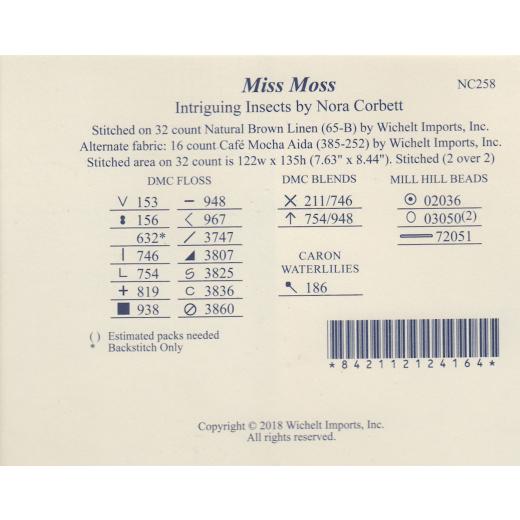 Miss Moss
NC258
Intriguing Insects by Nora Corbett
Stitched on 32 count Natural Brown Linen (65-B) by Wichelt Imports, Inc.
Alternate fabric: 16 count Café Mocha Aida (385-252) by Wichelt Imports, Inc.
Stitched area on 32 count is 122w x 135h (7.63" x 8.44"). Stitched (2 over 2)
DMC FLOSS
153
948
156
967
632*
3747
746
3807
754
3825
819
3836
938
3860
DMC BLENDS
211/746
754/948
CARON
WATERLILIES
186
MILL HILL BEADS
02036
03050(2)
72051
( ) Estimated packs needed
* Backstitch Only
*842112124164*
Copyright © 2018 Wichelt Imports, Inc.
All rights reserved.